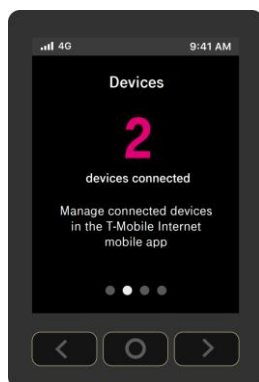 4G 9:41 AM
Devices
2
devices connected
Manage connected devices
in the T-Mobile Internet
mobile app